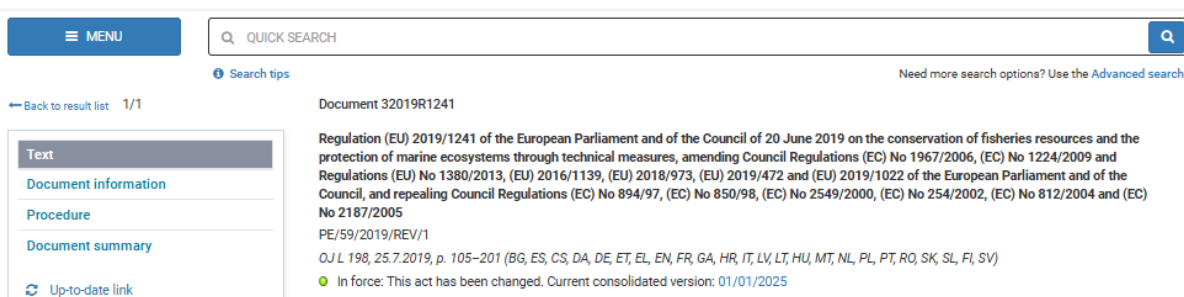 MENU
QUICK SEARCH
Search tips
Need more search options? Use the Advanced search
Back to result list 1/1
Document 32019R1241
Text
Document information
Procedure
Document summary
Up-to-date link
Regulation (EU) 2019/1241 of the European Parliament and of the Council of 20 June 2019 on the conservation of fisheries resources and the
protection of marine ecosystems through technical measures, amending Council Regulations (EC) No 1967/2006, (EC) No 1224/2009 and
Regulations (EU) No 1380/2013, (EU) 2016/1139, (EU) 2018/973, (EU) 2019/472 and (EU) 2019/1022 of the European Parliament and of the
Council, and repealing Council Regulations (EC) No 894/97, (EC) No 850/98, (EC) No 2549/2000, (EC) No 254/2002, (EC) No 812/2004 and (EC)
No 2187/2005
PE/59/2019/REV/1
OJ L 198, 25.7.2019, p. 105–201 (BG, ES, CS, DA, DE, ET, EL, EN, FR, GA, HR, IT, LV, LT, HU, MT, NL, PL, PT, RO, SK, SL, FI, SV)
In force: This act has been changed. Current consolidated version: 01/01/2025